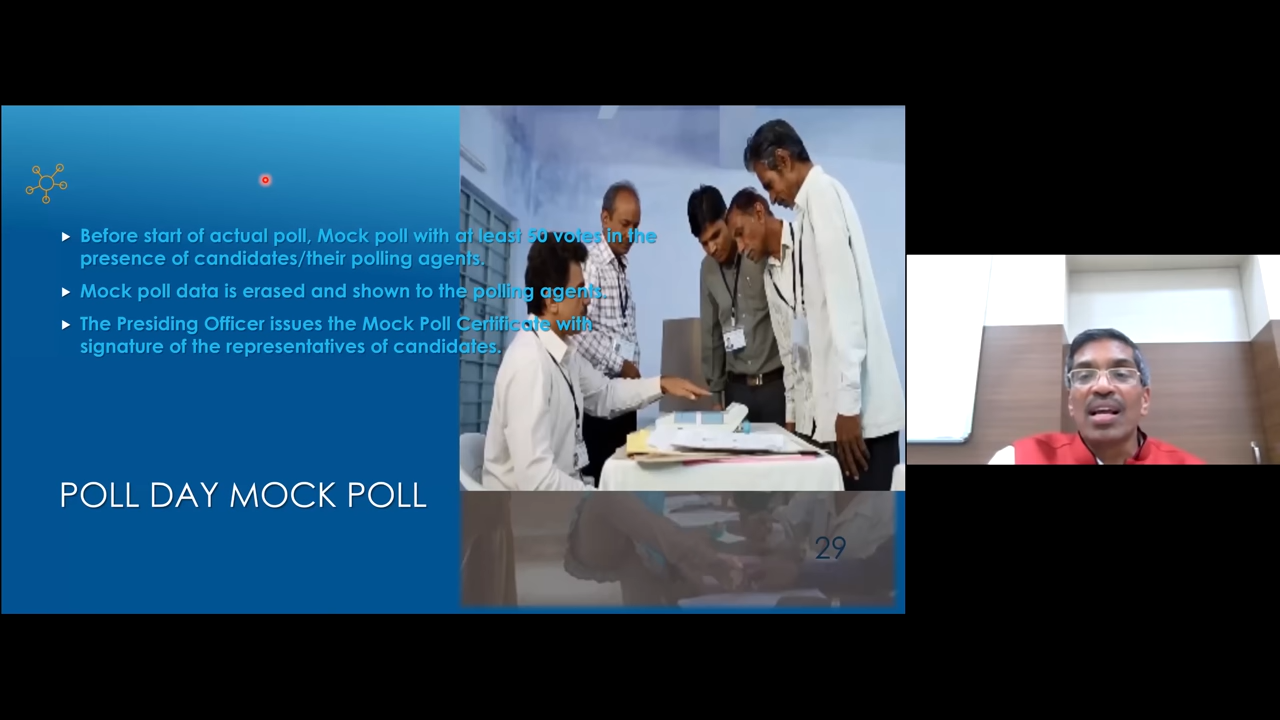 Before start of actual poll, Mock poll with at least 50 votes in the
presence of candidates/their polling agents.
Mock poll data is erased and shown to the polling agents.
The Presiding Officer issues the Mock Poll Certificate with
signature of the representatives of candidates.
POLL DAY MOCK POLL
29